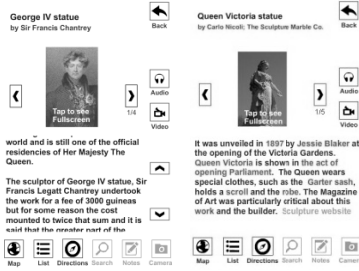 George IV statue
by Sir Francis Chantrey
Back
Tap to see
Fullscreen
1/4
Audio
Video
world and is still one of the official
residencies of Her Majesty The
Queen.
The sculptor of George IV statue, Sir
Francis Legatt Chantrey undertook
the work for a fee of 3000 guineas
but for some reason the cost
mounted to twice that sum and it is
said that the greater part of the
Map List Directions Search Notes Camera
Queen Victoria statue
by Carlo Nicoli; The Sculpture Marble Co.
Back
Tap to see
Fullscreen
1/5
Audio
Video
It was unveiled in 1897 by Jessie Blaker at
the opening of the Victoria Gardens.
Queen Victoria is shown in the act of
opening Parliament. The Queen wears
special clothes, such as the Garter sash,
holds a scroll and the robe. The Magazine
of Art was particularly critical about this
work and the builder. Sculpture website
Map List Directions Search Notes Camera